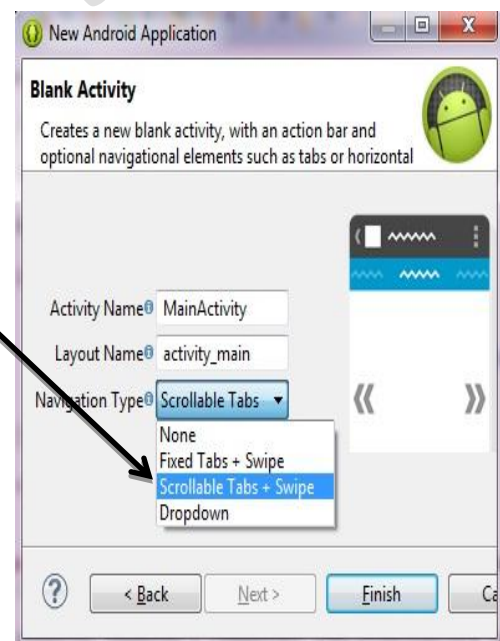 New Android Application
Blank Activity
Creates a new blank activity, with an action bar and
optional navigational elements such as tabs or horizontal
Activity Name MainActivity
Layout Name activity_main
Navigation Type Scrollable Tabs
None
Fixed Tabs + Swipe
Scrollable Tabs + Swipe
Dropdown
< Back Next > Finish Ca